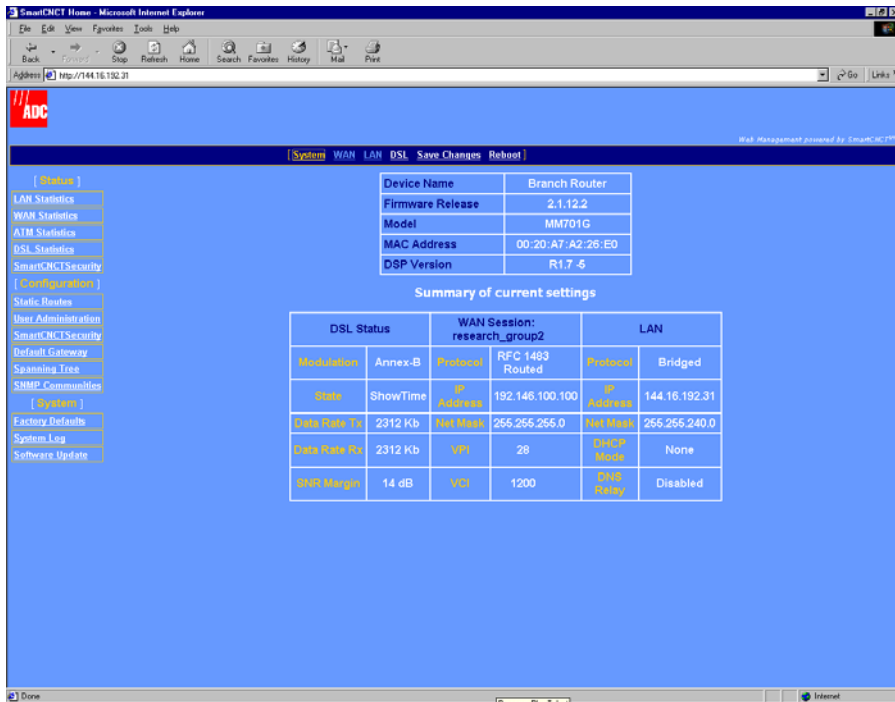 SmartCNCT Home - Microsoft Internet Explorer
File Edit View Favorites Tools Help
Back Forward Stop Refresh Home Search Favorites History Mail Print
Address http://144.16.192.31 Go Links
ADC
Web Management powered by SmartCNCT
[System WAN LAN DSL Save Changes Reboot]
[ Status ]
LAN Statistics
WAN Statistics
ATM Statistics
DSL Statistics
SmartCNCTSecurity
[ Configuration ]
Static Routes
User Administration
SmartCNCTSecurity
Default Gateway
Spanning Tree
SNMP Communities
[ System ]
Factory Defaults
System Log
Software Update
Device Name Branch Router
Firmware Release 2.1.12.2
Model MM701G
MAC Address 00:20:A7:A2:26:E0
DSP Version R1.7 -5
Summary of current settings
DSL Status WAN Session: research_group2 LAN
Modulation Annex-B Protocol RFC 1483 Routed Protocol Bridged
State ShowTime IP Address 192.146.100.100 IP Address 144.16.192.31
Data Rate Tx 2312 Kb Net Mask 255.255.255.0 Net Mask 255.255.240.0
Data Rate Rx 2312 Kb VPI 28 DHCP Mode None
SNR Margin 14 dB VCI 1200 DNS Relay Disabled
Done Internet